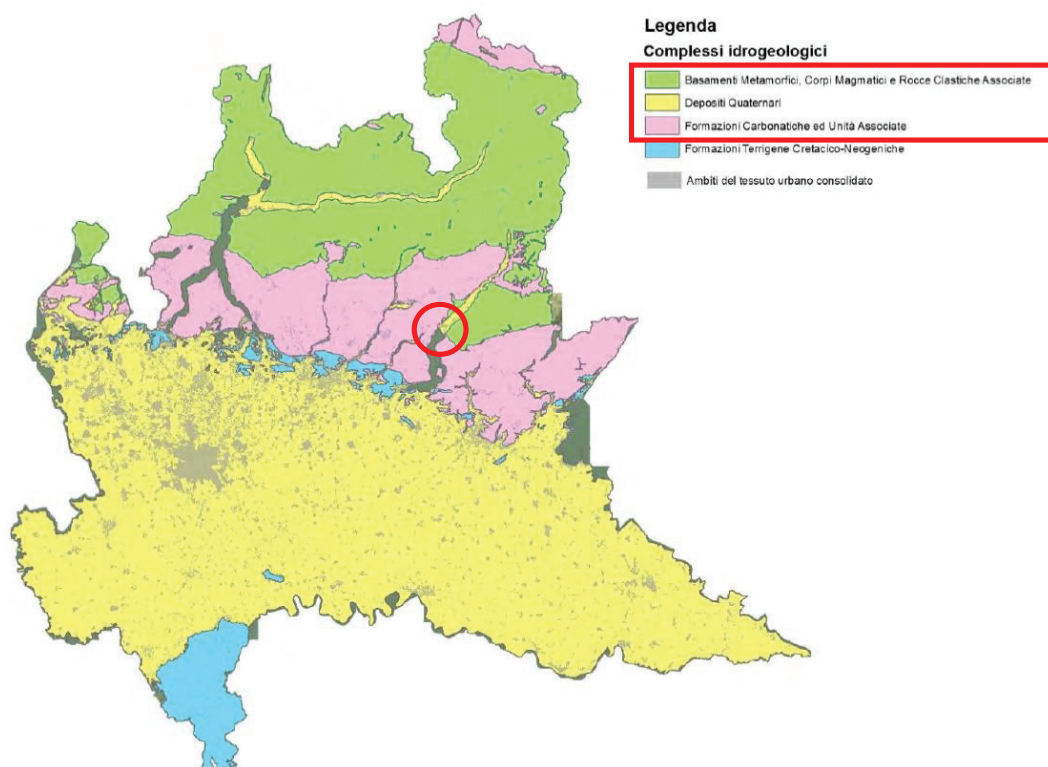 Legenda
Complessi idrogeologici
Basamenti Metamorfici, Corpi Magmatici e Rocce Clastiche Associate
Depositi Quaternari
Formazioni Carbonatiche ed Unità Associate
Formazioni Terrigene Cretacico-Neogeniche
Ambiti del tessuto urbano consolidato